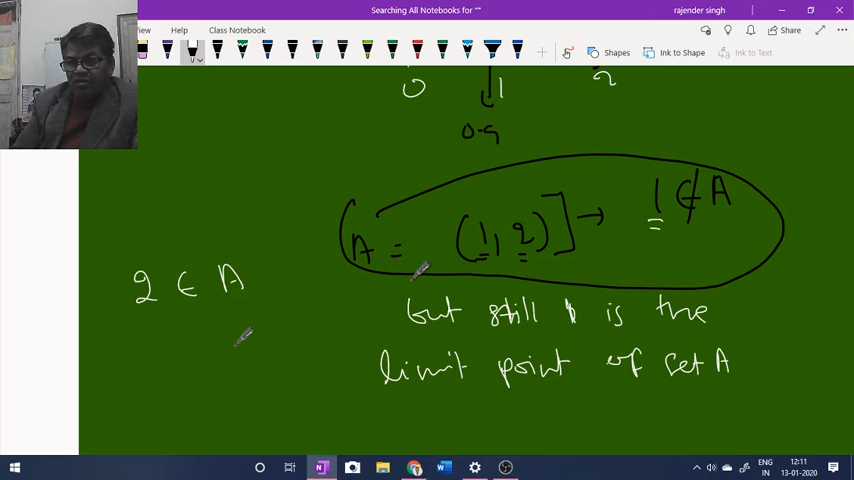 Searching All Notebooks for ""
rajender singh
View
Help
Class Notebook
Share
Shapes
Ink to Shape
Ink to Text
0 1 2
0.9
A = (1, 2)] → 1 ∉ A
2 ∈ A
but still 1 is the
limit point of set A
ENG
IN
12:11
13-01-2020